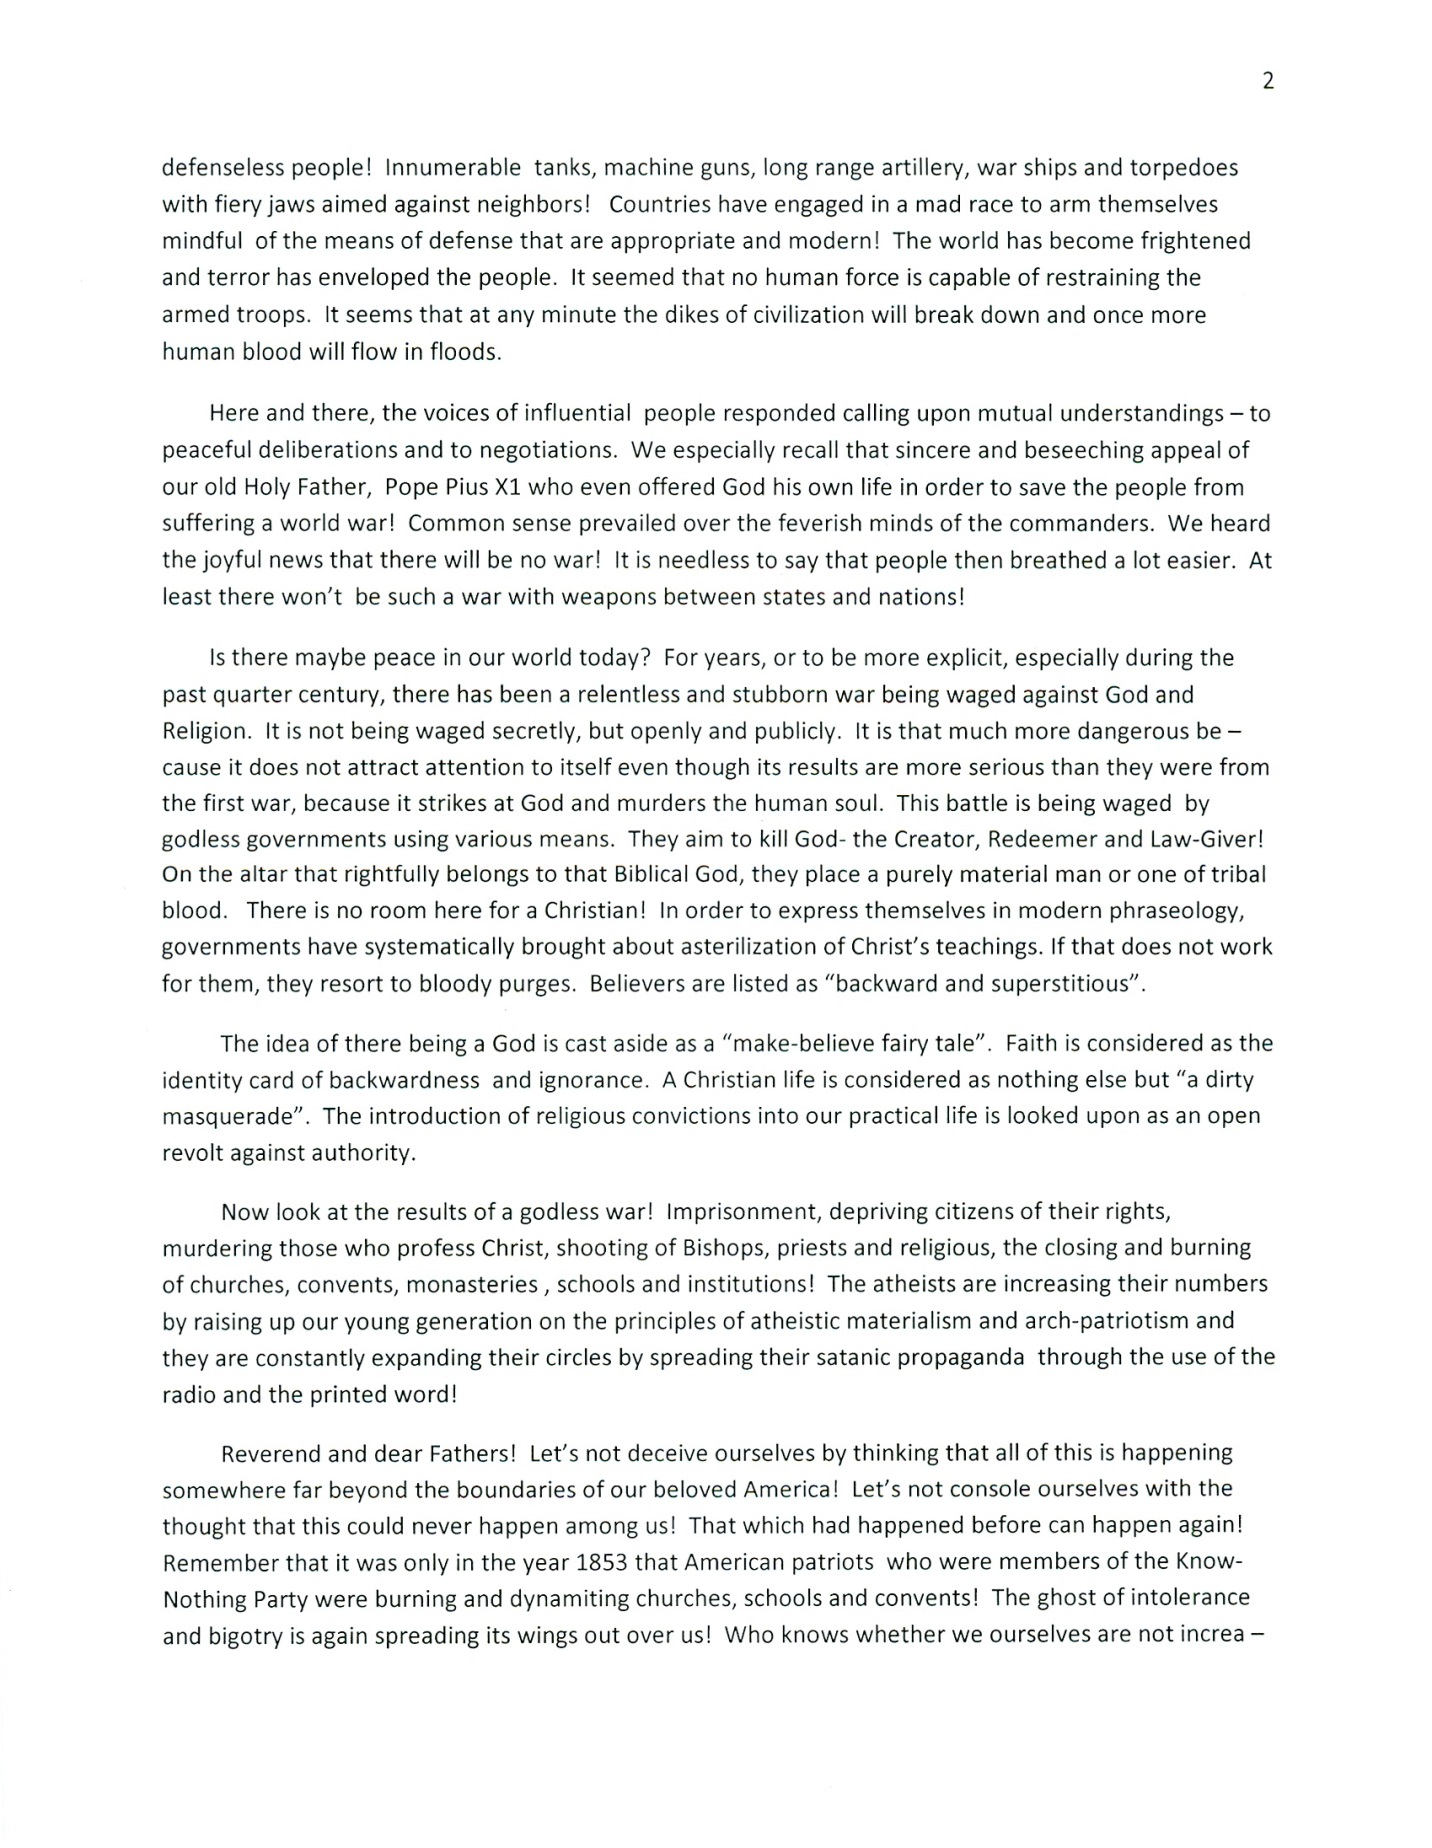 2
defenseless people!  Innumerable  tanks, machine guns, long range artillery, war ships and torpedoes
with fiery jaws aimed against neighbors!   Countries have engaged in a mad race to arm themselves
mindful  of the means of defense that are appropriate and modern!  The world has become frightened
and terror has enveloped the people.  It seemed that no human force is capable of restraining the
armed troops.  It seems that at any minute the dikes of civilization will break down and once more
human blood will flow in floods.
Here and there, the voices of influential  people responded calling upon mutual understandings – to
peaceful deliberations and to negotiations.  We especially recall that sincere and beseeching appeal of
our old Holy Father,  Pope Pius X1 who even offered God his own life in order to save the people from
suffering a world war!  Common sense prevailed over the feverish minds of the commanders.  We heard
the joyful news that there will be no war!  It is needless to say that people then breathed a lot easier.  At
least there won’t  be such a war with weapons between states and nations!
Is there maybe peace in our world today?  For years, or to be more explicit, especially during the
past quarter century, there has been a relentless and stubborn war being waged against God and
Religion.  It is not being waged secretly, but openly and publicly.  It is that much more dangerous be –
cause it does not attract attention to itself even though its results are more serious than they were from
the first war, because it strikes at God and murders the human soul.  This battle is being waged  by
godless governments using various means.  They aim to kill God- the Creator, Redeemer and Law-Giver!
On the altar that rightfully belongs to that Biblical God, they place a purely material man or one of tribal
blood.   There is no room here for a Christian!  In order to express themselves in modern phraseology,
governments have systematically brought about asterilization of Christ’s teachings. If that does not work
for them, they resort to bloody purges.  Believers are listed as “backward and superstitious”.
The idea of there being a God is cast aside as a “make-believe fairy tale”.  Faith is considered as the
identity card of backwardness  and ignorance.  A Christian life is considered as nothing else but “a dirty
masquerade”.  The introduction of religious convictions into our practical life is looked upon as an open
revolt against authority.
Now look at the results of a godless war!  Imprisonment, depriving citizens of their rights,
murdering those who profess Christ, shooting of Bishops, priests and religious, the closing and burning
of churches, convents, monasteries , schools and institutions!  The atheists are increasing their numbers
by raising up our young generation on the principles of atheistic materialism and arch-patriotism and
they are constantly expanding their circles by spreading their satanic propaganda  through the use of the
radio and the printed word!
Reverend and dear Fathers!  Let’s not deceive ourselves by thinking that all of this is happening
somewhere far beyond the boundaries of our beloved America!  Let’s not console ourselves with the
thought that this could never happen among us!  That which had happened before can happen again!
Remember that it was only in the year 1853 that American patriots  who were members of the Know-
Nothing Party were burning and dynamiting churches, schools and convents!  The ghost of intolerance
and bigotry is again spreading its wings out over us!  Who knows whether we ourselves are not increa –